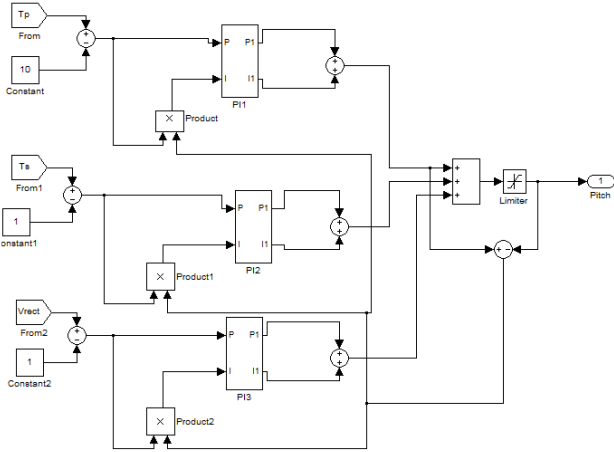 Tp
From
10
Constant
P
P1
I
I1
PI1
×
Product
Ts
From1
1
onstant1
P
P1
I
I1
PI2
×
Product1
Vrect
From2
1
Constant2
P
P1
I
I1
PI3
×
Product2
Limiter
1
Pitch